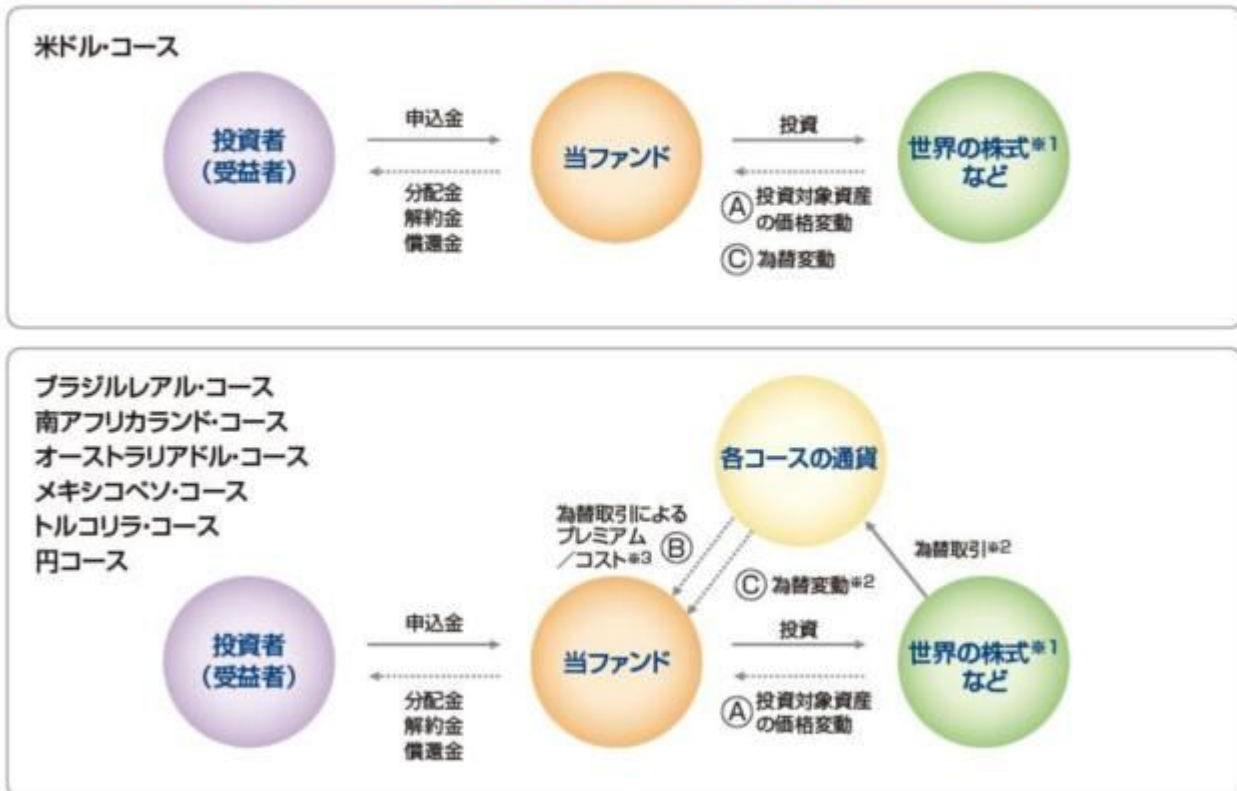 米ドル・コース
投資者
(受益者)
申込金
分配金
解約金
償還金
当ファンド
投資
Ⓐ 投資対象資産
の価格変動
Ⓒ 為替変動
世界の株式※1
など
ブラジルレアル・コース
南アフリカランド・コース
オーストラリアドル・コース
メキシコペソ・コース
トルコリラ・コース
円コース
各コースの通貨
為替取引による
プレミアム
／コスト※3 Ⓑ
Ⓒ 為替変動※2
為替取引※2
投資者
(受益者)
申込金
分配金
解約金
償還金
当ファンド
投資
Ⓐ 投資対象資産
の価格変動
世界の株式※1
など